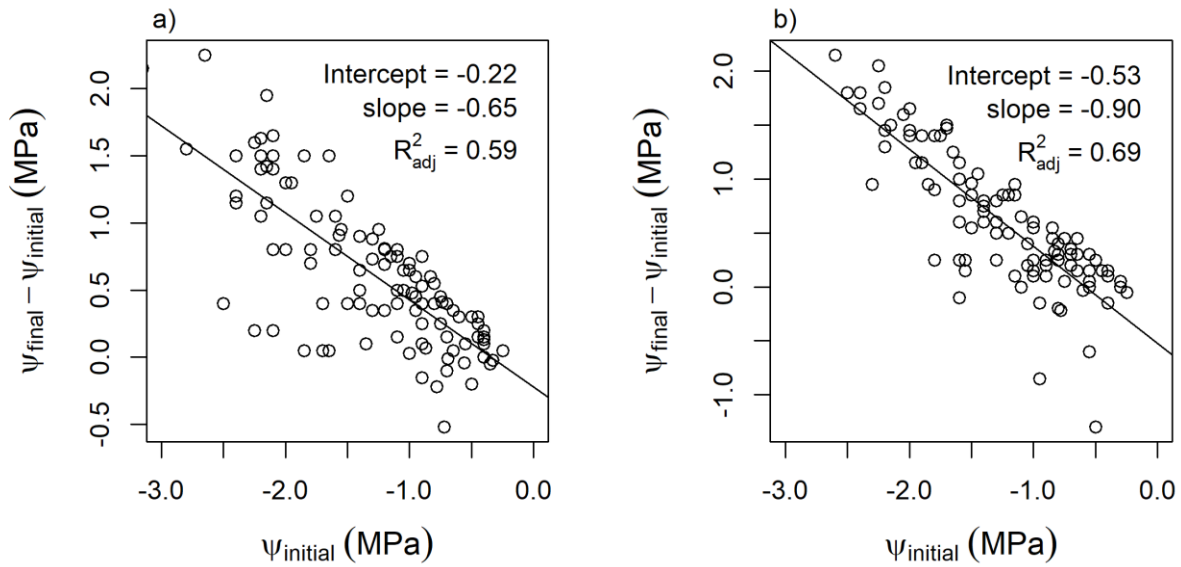 a)
Intercept = -0.22
slope = -0.65
R²adj = 0.59
ψfinal − ψinitial (MPa)
2.0
1.5
1.0
0.5
0.0
-0.5
-3.0 -2.0 -1.0 0.0
ψinitial (MPa)
b)
Intercept = -0.53
slope = -0.90
R²adj = 0.69
ψfinal − ψinitial (MPa)
2.0
1.0
0.0
-1.0
-3.0 -2.0 -1.0 0.0
ψinitial (MPa)